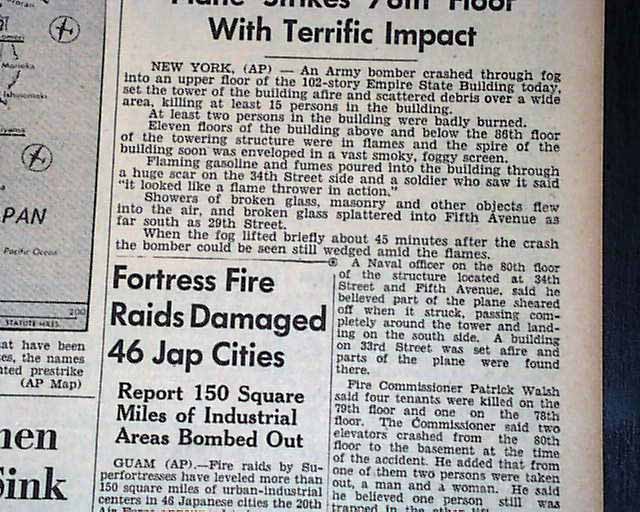 Plane Strikes 78th Floor
With Terrific Impact
NEW YORK, (AP) — An Army bomber crashed through fog
into an upper floor of the 102-story Empire State Building today,
set the tower of the building afire and scattered debris over a wide
area, killing at least 15 persons in the building.
At least two persons in the building were badly burned.
Eleven floors of the building above and below the 86th floor
of the towering structure were in flames and the spire of the
building soon was enveloped in a vast smoky, foggy screen.
Flaming gasoline and fumes poured into the building through
a huge scar on the 34th Street side and a soldier who saw it said
"it looked like a flame thrower in action."
Showers of broken glass, masonry and other objects flew
into the air, and broken glass splattered into Fifth Avenue as
far south as 29th Street.
When the fog lifted briefly about 45 minutes after the crash
the bomber could be seen still wedged amid the flames.
A Naval officer on the 80th floor
of the structure located at 34th
Street and Fifth Avenue, said he
believed part of the plane sheared
off when it struck, passing com-
pletely around the tower and land-
ing on the south side. A building
on 33rd Street was set afire and
parts of the plane were found
there.
Fire Commissioner Patrick Walsh
said four tenants were killed on the
79th floor and one on the 78th
floor. The Commissioner said two
elevators crashed from the 80th
floor to the basement at the time
of the accident. He added that from
one of them two persons were taken
out, a man and a woman. He said
he believed one person still was
trapped in the other
Fortress Fire
Raids Damaged
46 Jap Cities
Report 150 Square
Miles of Industrial
Areas Bombed Out
GUAM (AP).—Fire raids by Su-
perfortresses have leveled more than
150 square miles of urban-industrial
centers in 46 Japanese cities the 20th
PAN
Pacific Ocean
200
STATUTE MILES
at have been
es, the names
nted prestrike
(AP Map)
nen
Sink